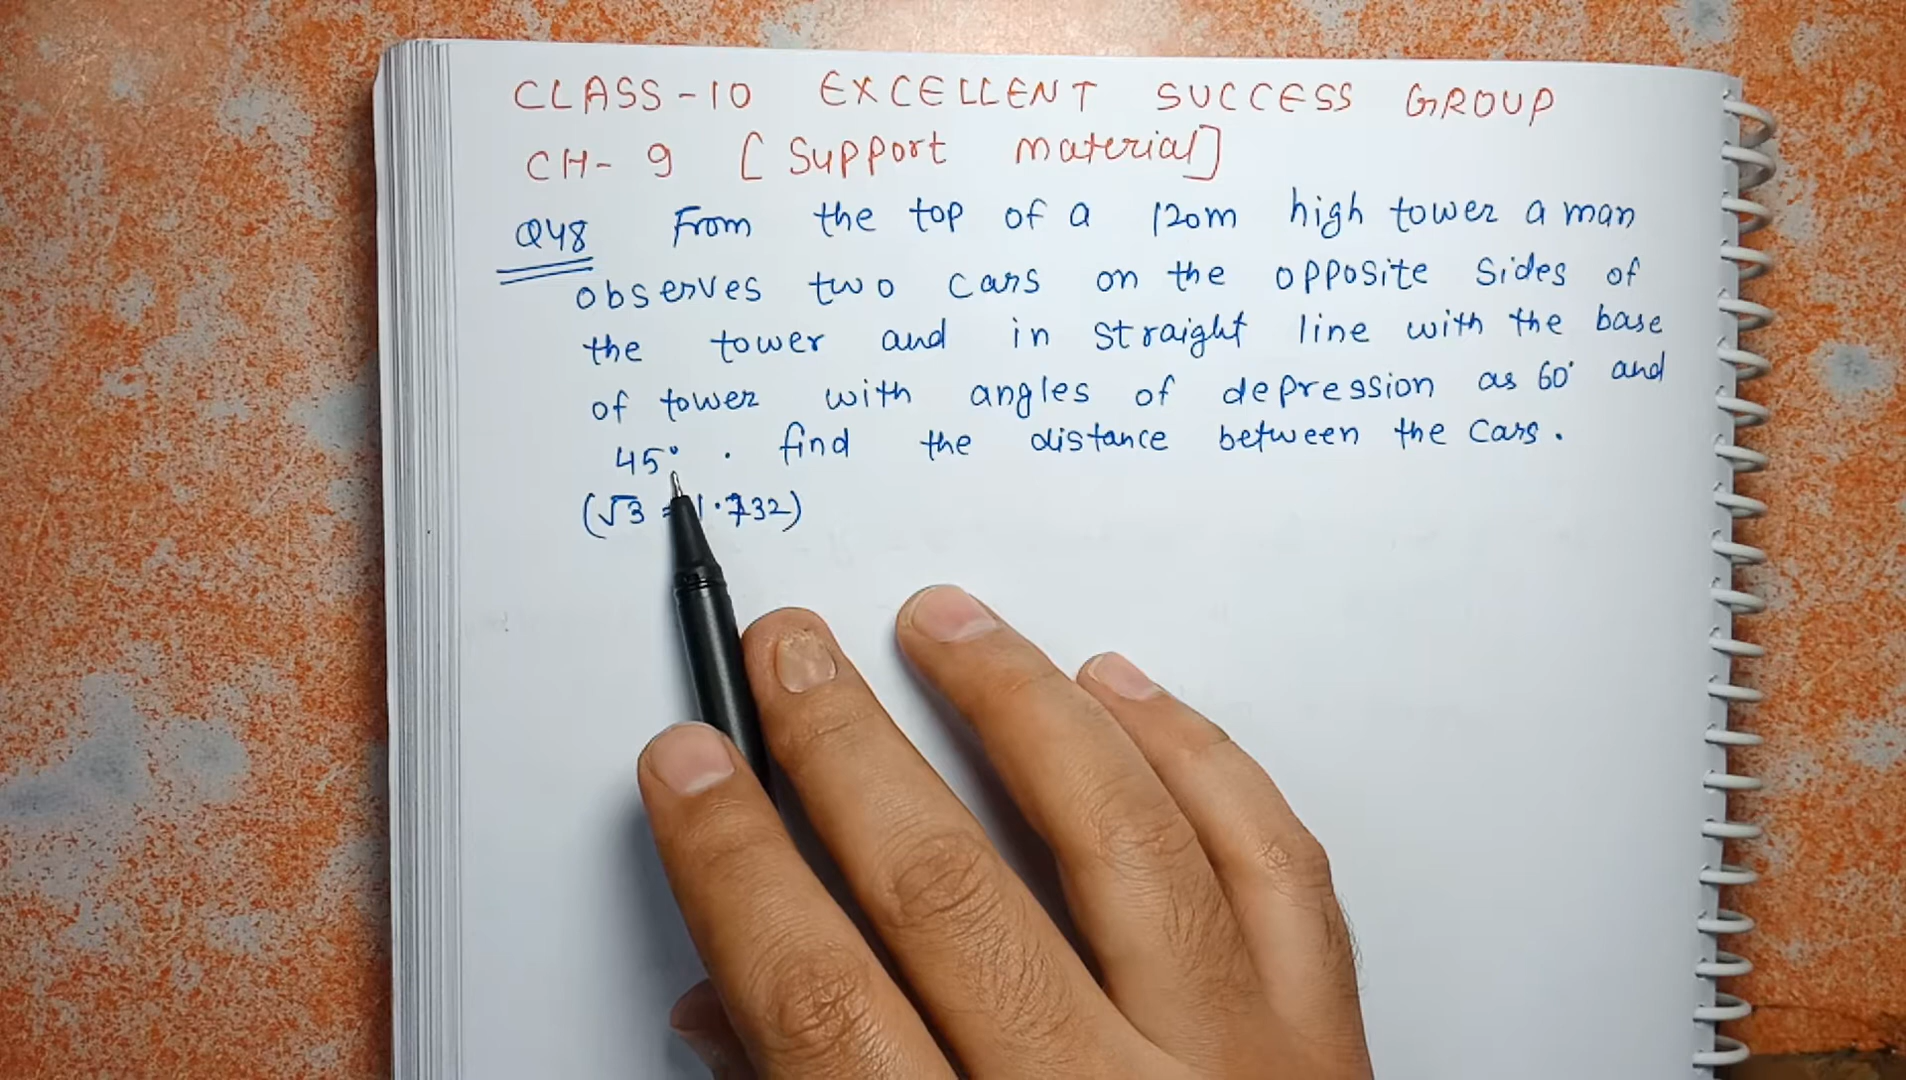 CLASS-10 EXCELLENT SUCCESS GROUP
CH-9 [Support material]
Q48 From the top of a 120m high tower a man
observes two cars on the opposite sides of
the tower and in straight line with the base
of tower with angles of depression as 60° and
45°. find the distance between the cars.
(√3 = 1.732)